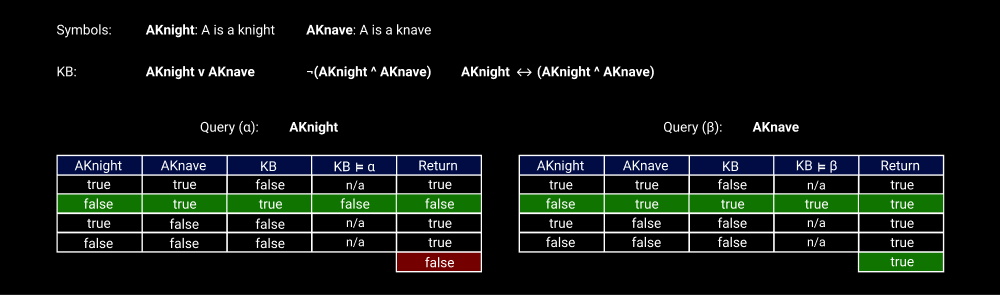 Symbols: AKnight: A is a knight AKnave: A is a knave
KB: AKnight v AKnave ¬(AKnight ^ AKnave) AKnight ↔ (AKnight ^ AKnave)
Query (α): AKnight
AKnight AKnave KB KB ⊨ α Return
true true false n/a true
false true true false false
true false false n/a true
false false false n/a true
false
Query (β): AKnave
AKnight AKnave KB KB ⊨ β Return
true true false n/a true
false true true true true
true false false n/a true
false false false n/a true
true